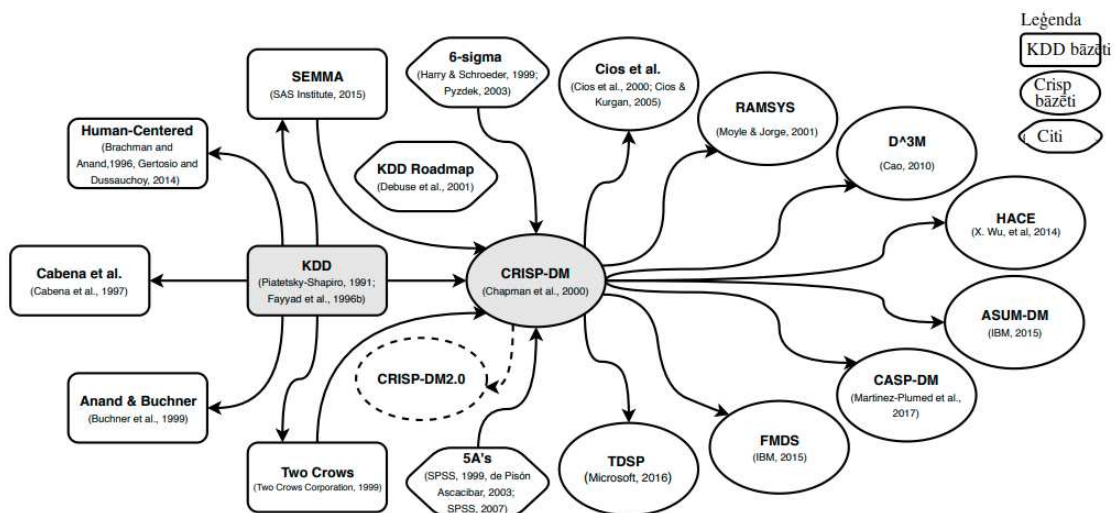 Leģenda
KDD bāzēti
Crisp
bāzēti
Citi
SEMMA
(SAS Institute, 2015)
6-sigma
(Harry & Schroeder, 1999;
Pyzdek, 2003)
Cios et al.
(Cios et al., 2000; Cios &
Kurgan, 2005)
RAMSYS
(Moyle & Jorge, 2001)
Human-Centered
(Brachman and
Anand,1996, Gertosio and
Dussauchoy, 2014)
KDD Roadmap
(Debuse et al., 2001)
D^3M
(Cao, 2010)
HACE
(X. Wu, et al, 2014)
Cabena et al.
(Cabena et al., 1997)
KDD
(Piatetsky-Shapiro, 1991;
Fayyad et al., 1996b)
CRISP-DM
(Chapman et al., 2000)
ASUM-DM
(IBM, 2015)
CRISP-DM2.0
CASP-DM
(Martinez-Plumed et al.,
2017)
Anand & Buchner
(Buchner et al., 1999)
Two Crows
(Two Crows Corporation, 1999)
5A's
(SPSS, 1999, de Pisón
Ascacibar, 2003;
SPSS, 2007)
TDSP
(Microsoft, 2016)
FMDS
(IBM, 2015)